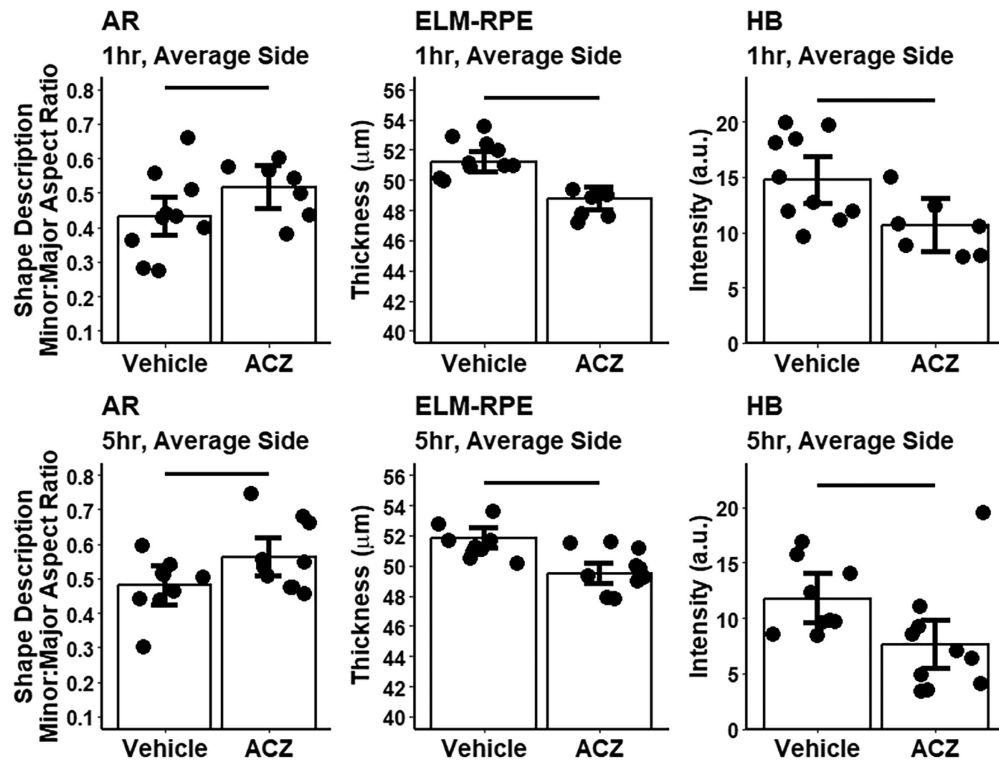 AR
1hr, Average Side
Shape Description
Minor:Major Aspect Ratio
0.8
0.7
0.6
0.5
0.4
0.3
0.2
0.1
Vehicle
ACZ
ELM-RPE
1hr, Average Side
Thickness (µm)
56
54
52
50
48
46
44
42
40
Vehicle
ACZ
HB
1hr, Average Side
Intensity (a.u.)
20
15
10
5
0
Vehicle
ACZ
AR
5hr, Average Side
Shape Description
Minor:Major Aspect Ratio
0.8
0.7
0.6
0.5
0.4
0.3
0.2
0.1
Vehicle
ACZ
ELM-RPE
5hr, Average Side
Thickness (µm)
56
54
52
50
48
46
44
42
40
Vehicle
ACZ
HB
5hr, Average Side
Intensity (a.u.)
20
15
10
5
0
Vehicle
ACZ